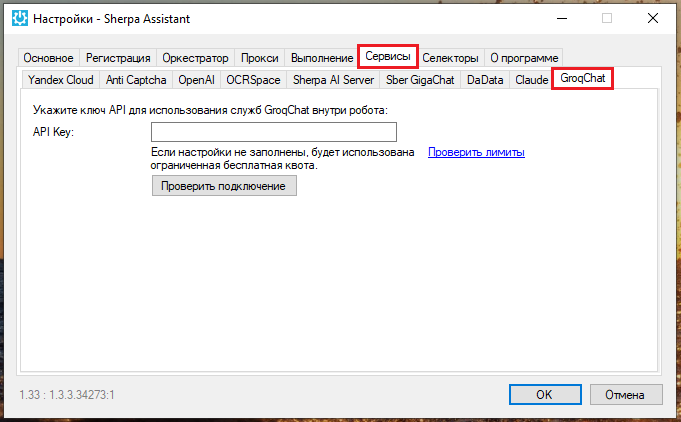 Настройки - Sherpa Assistant
Основное Регистрация Оркестратор Прокси Выполнение Сервисы Селекторы О программе
Yandex Cloud Anti Captcha OpenAI OCRSpace Sherpa AI Server Sber GigaChat DaData Claude GroqChat
Укажите ключ API для использования служб GroqChat внутри робота:
API Key:
Если настройки не заполнены, будет использована Проверить лимиты
ограниченная бесплатная квота.
Проверить подключение
1.33 : 1.3.3.34273:1 OK Отмена